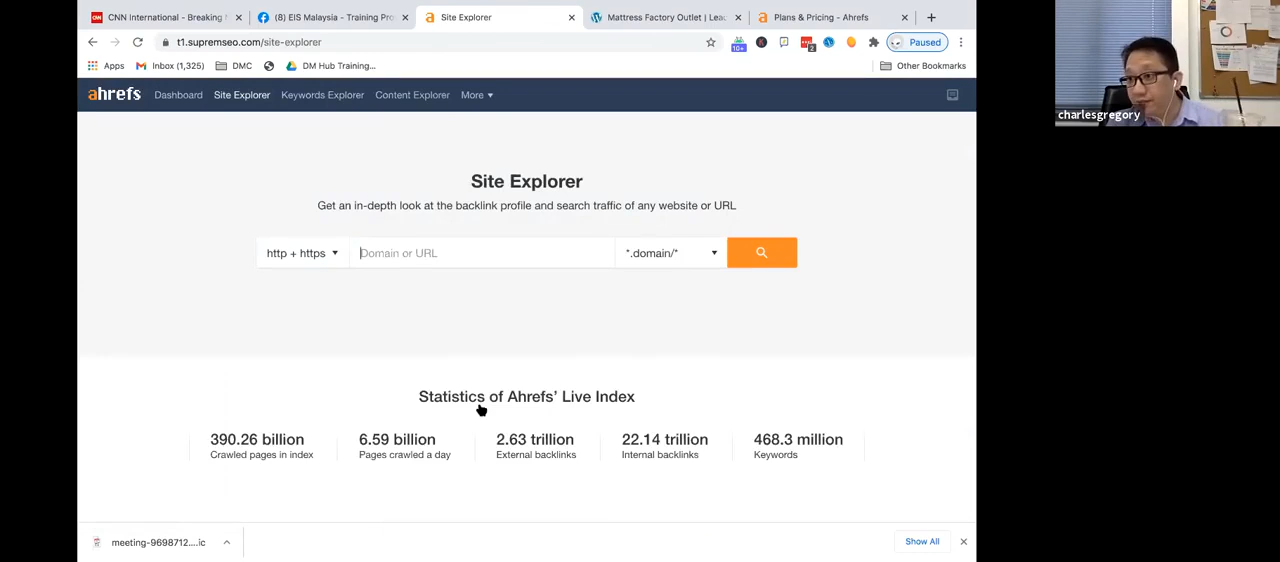 CNN International - Breaking
(8) EIS Malaysia - Training Pr
Site Explorer
Mattress Factory Outlet | Lea
Plans & Pricing - Ahrefs
t1.supremseo.com/site-explorer
10+
2
Paused
Apps
Inbox (1,325)
DMC
DM Hub Training...
Other Bookmarks
ahrefs
Dashboard
Site Explorer
Keywords Explorer
Content Explorer
More
charlesgregory
Site Explorer
Get an in-depth look at the backlink profile and search traffic of any website or URL
http + https
Domain or URL
*.domain/*
Statistics of Ahrefs' Live Index
390.26 billion
Crawled pages in index
6.59 billion
Pages crawled a day
2.63 trillion
External backlinks
22.14 trillion
Internal backlinks
468.3 million
Keywords
meeting-9698712....ic
Show All